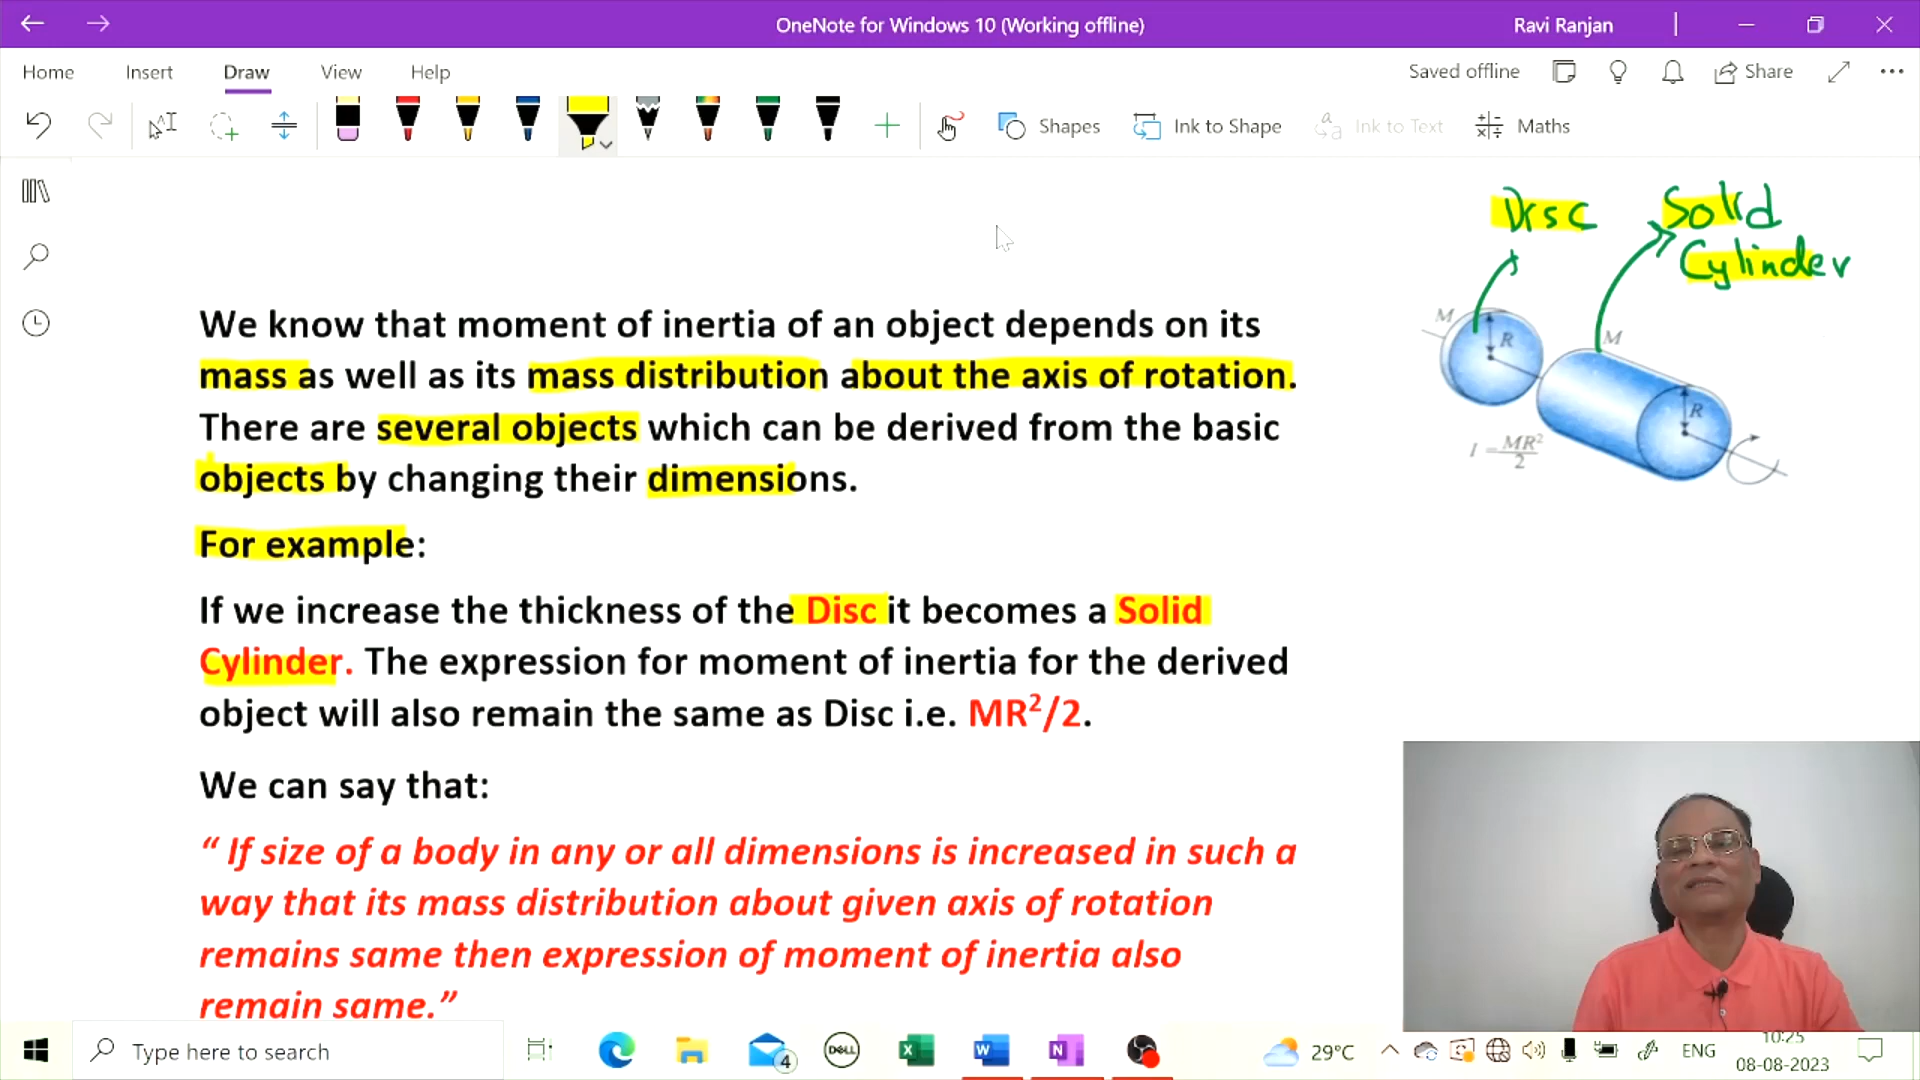 OneNote for Windows 10 (Working offline)
Ravi Ranjan
Home Insert Draw View Help
Saved offline
Share
Shapes
Ink to Shape
Ink to Text
Maths
Disc
Solid
Cylinder
M
R
M
R
I = MR²/2
We know that moment of inertia of an object depends on its
mass as well as its mass distribution about the axis of rotation.
There are several objects which can be derived from the basic
objects by changing their dimensions.
For example:
If we increase the thickness of the Disc it becomes a Solid
Cylinder. The expression for moment of inertia for the derived
object will also remain the same as Disc i.e. MR²/2.
We can say that:
“ If size of a body in any or all dimensions is increased in such a
way that its mass distribution about given axis of rotation
remains same then expression of moment of inertia also
remain same.”
Type here to search
4
DELL
29°C
ENG
10:25
08-08-2023